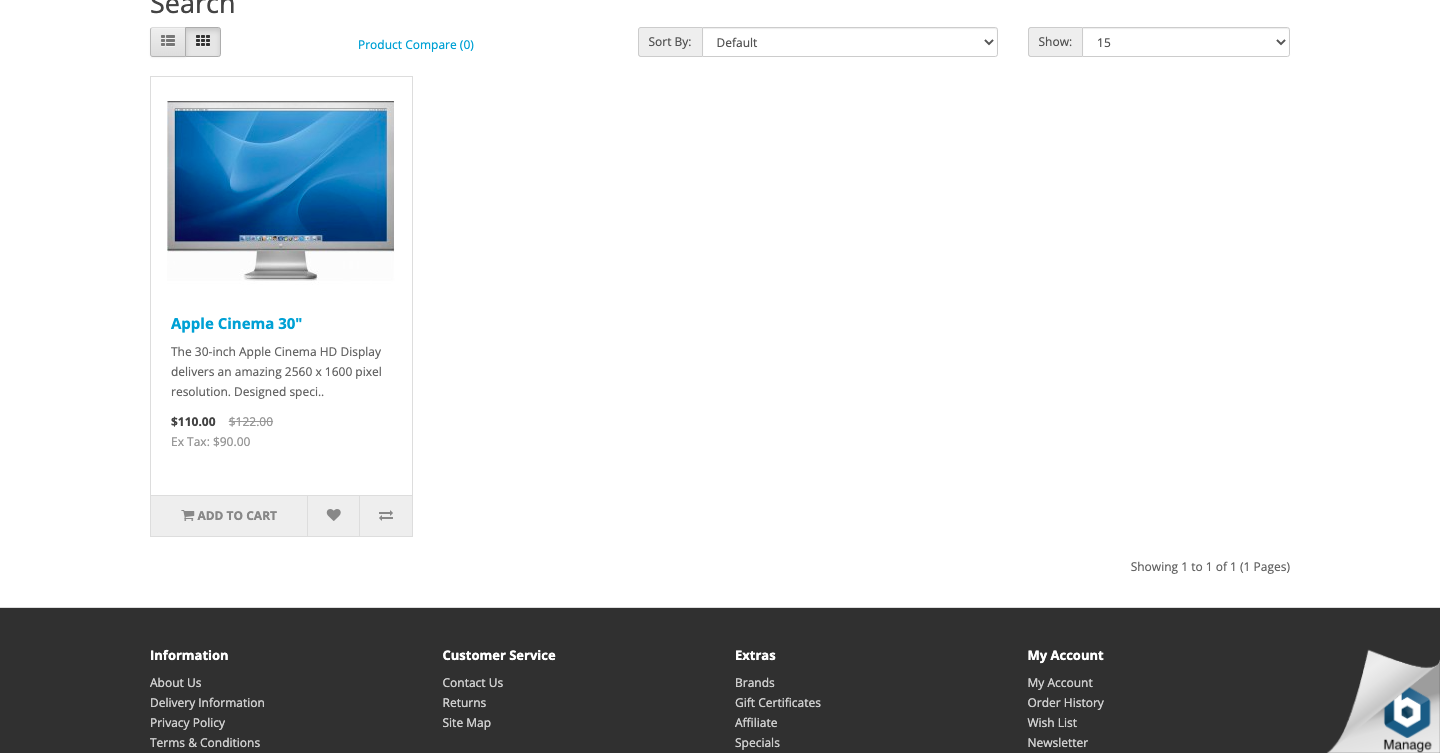 Search
Product Compare (0)
Sort By:
Default
Show:
15
Apple Cinema 30"
The 30-inch Apple Cinema HD Display
delivers an amazing 2560 x 1600 pixel
resolution. Designed speci..
$110.00 $122.00
Ex Tax: $90.00
ADD TO CART
Showing 1 to 1 of 1 (1 Pages)
Information
About Us
Delivery Information
Privacy Policy
Terms & Conditions
Customer Service
Contact Us
Returns
Site Map
Extras
Brands
Gift Certificates
Affiliate
Specials
My Account
My Account
Order History
Wish List
Newsletter
Manage